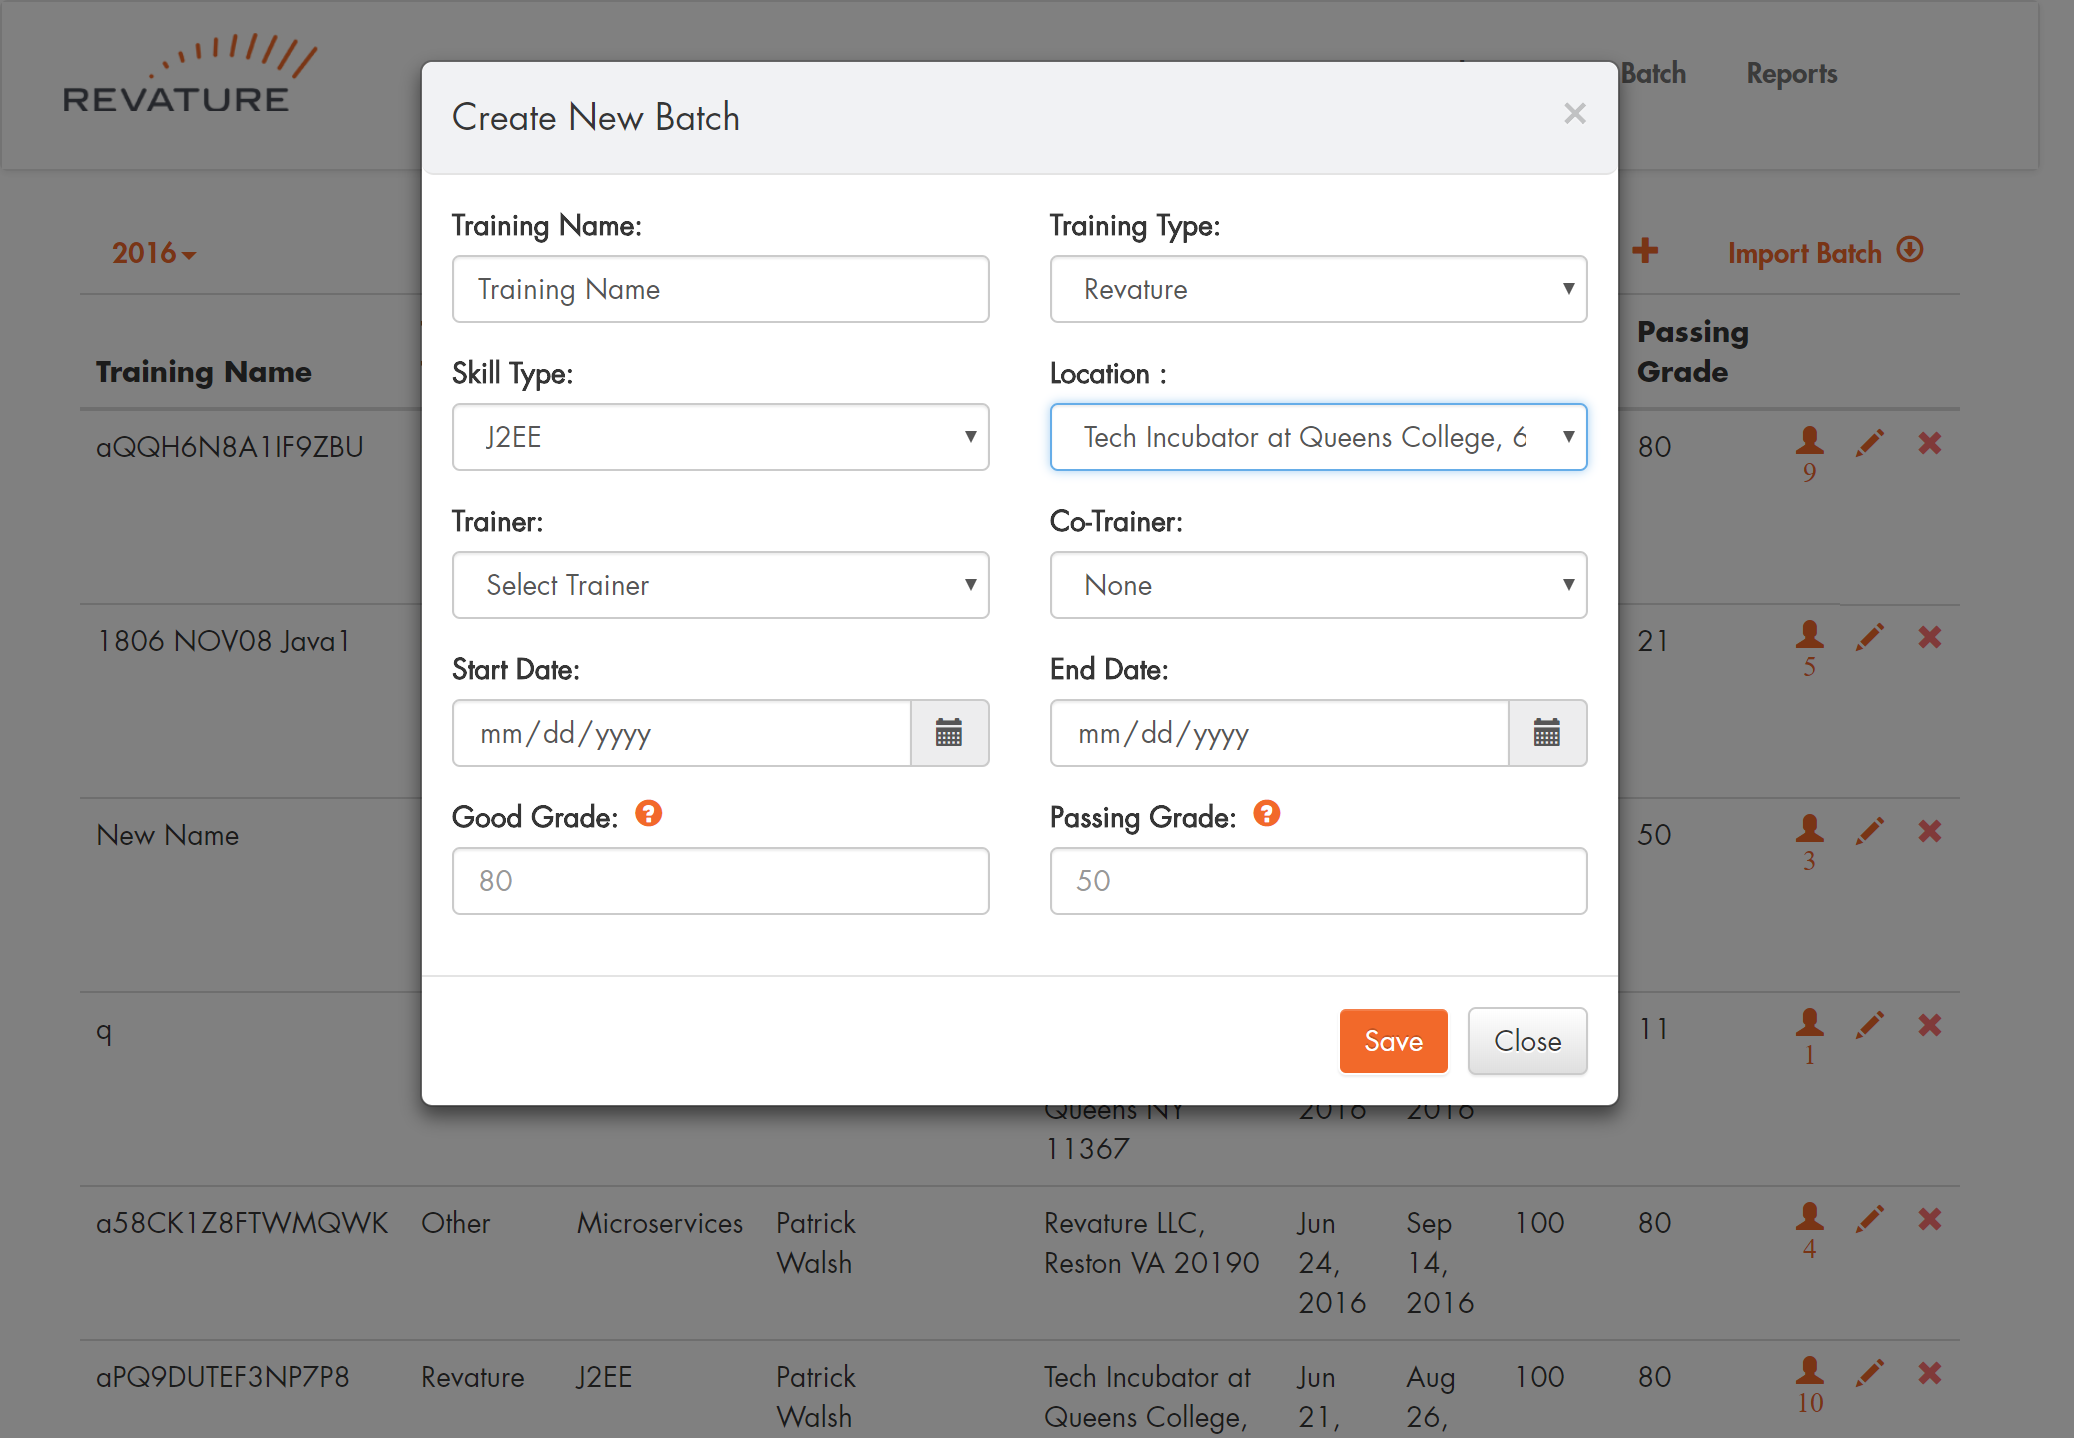 REVATURE
Batch
Reports
Create New Batch
×
Training Name:
Training Type:
Training Name
Revature
Skill Type:
Location :
J2EE
Tech Incubator at Queens College, 6
Trainer:
Co-Trainer:
Select Trainer
None
Start Date:
End Date:
mm/dd/yyyy
mm/dd/yyyy
Good Grade: ?
Passing Grade: ?
80
50
Save
Close
2016
Import Batch
Training Name
Passing
Grade
aQQH6N8A1IF9ZBU
80
9
1806 NOV08 Java1
21
5
New Name
50
3
q
11
1
Queens NY
11367
2016
2016
a58CK1Z8FTWMQWK
Other
Microservices
Patrick
Walsh
Revature LLC,
Reston VA 20190
Jun
24,
2016
Sep
14,
2016
100
80
4
aPQ9DUTEF3NP7P8
Revature
J2EE
Patrick
Walsh
Tech Incubator at
Queens College,
Jun
21,
Aug
26,
100
80
10